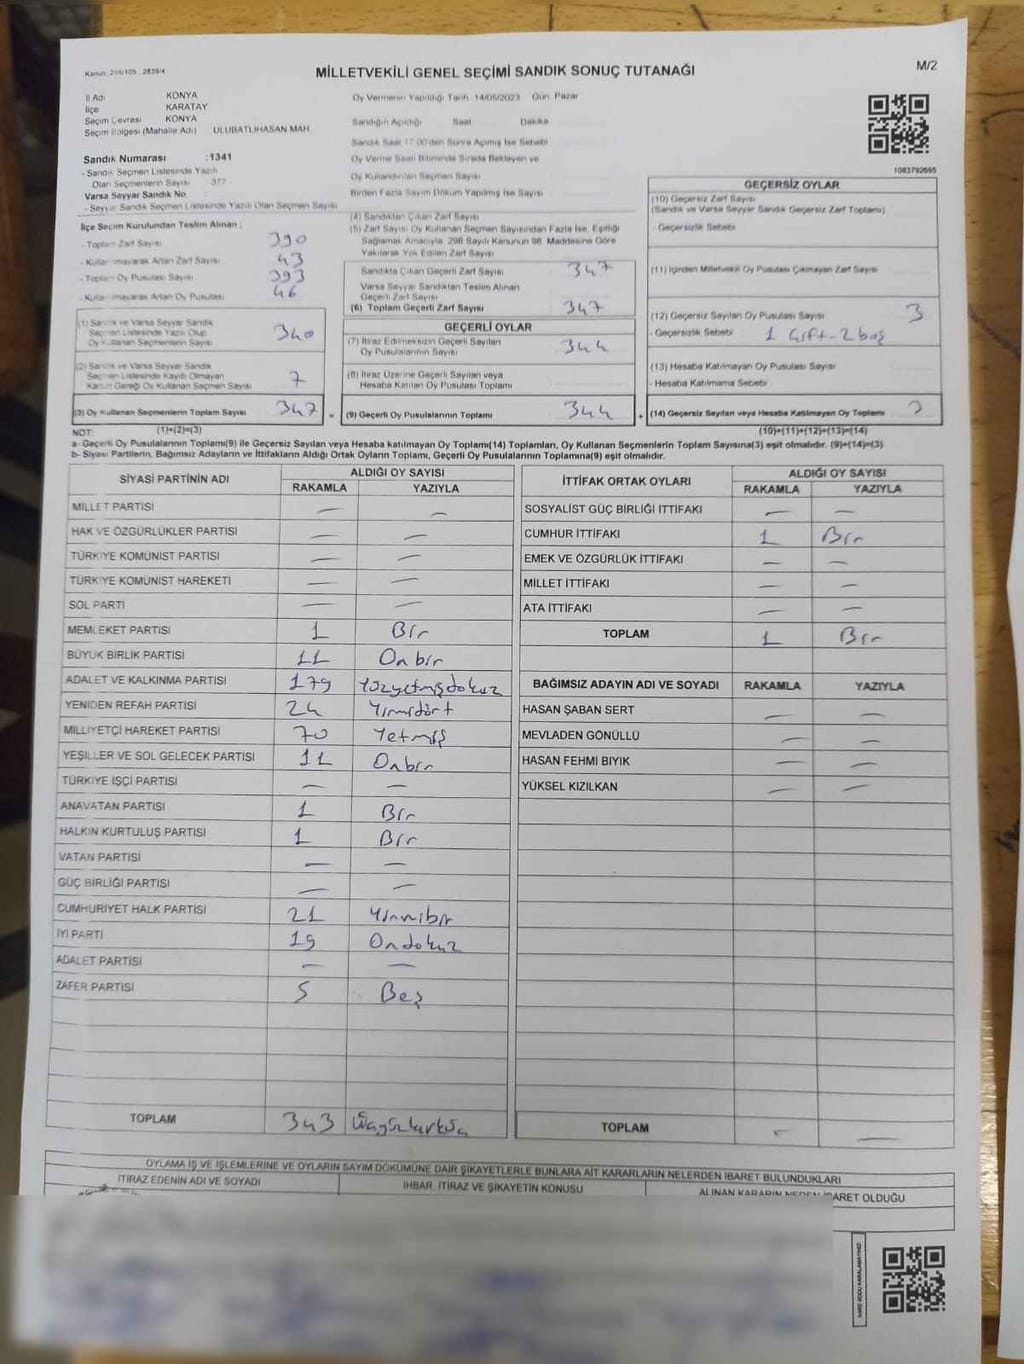 Kanun: 298/105 2839/4
MİLLETVEKİLİ GENEL SEÇİMİ SANDIK SONUÇ TUTANAĞI
M/2
İl Adı KONYA
İlçe KARATAY
Seçim Çevresi KONYA
Seçim Bölgesi (Mahalle Adı) ULUBATLIHASAN MAH.
Sandık Numarası :1341
- Sandık Seçmen Listesinde Yazılı
Olan Seçmenlerin Sayısı 377
Varsa Seyyar Sandık No
- Seyyar Sandık Seçmen Listesinde Yazılı Olan Seçmen Sayısı
İlçe Seçim Kurulundan Teslim Alınan ;
- Toplam Zarf Sayısı 390
- Kullanılmayarak Artan Zarf Sayısı 43
- Toplam Oy Pusulası Sayısı 393
- Kullanılmayarak Artan Oy Pusulası 46
(1) Sandık ve Varsa Seyyar Sandık
Seçmen Listesinde Yazılı Olup
Oy Kullanan Seçmenlerin Sayısı 340
(2) Sandık ve Varsa Seyyar Sandık
Seçmen Listesinde Kayıtlı Olmayan
Kanun Gereği Oy Kullanan Seçmen Sayısı 7
(3) Oy Kullanan Seçmenlerin Toplam Sayısı 347
Oy Vermenin Yapıldığı Tarih 14/05/2023 Gün Pazar
Sandığın Açıldığı Saat Dakika
Sandık Saat 17:00'den Sonra Açılmış İse Sebebi
Oy Verme Saati Bitiminde Sırada Bekleyen ve
Oy Kullandırılan Seçmen Sayısı
Birden Fazla Sayım Döküm Yapılmış İse Sayısı
(4) Sandıktan Çıkan Zarf Sayısı
(5) Zarf Sayısı Oy Kullanan Seçmen Sayısından Fazla İse, Eşitliği
Sağlamak Amacıyla, 298 Sayılı Kanunun 98. Maddesine Göre
Yakılarak Yok Edilen Zarf Sayısı
Sandıkta Çıkan Geçerli Zarf Sayısı 347
Varsa Seyyar Sandıktan Teslim Alınan
Geçerli Zarf Sayısı
(6) Toplam Geçerli Zarf Sayısı 347
GEÇERLİ OYLAR
(7) İtiraz Edilmeksizin Geçerli Sayılan
Oy Pusulalarının Sayısı 344
(8) İtiraz Üzerine Geçerli Sayılan veya
Hesaba Katılan Oy Pusulası Toplamı
= (9) Geçerli Oy Pusulalarının Toplamı 344 +
1083792695
GEÇERSİZ OYLAR
(10) Geçersiz Zarf Sayısı
(Sandık ve Varsa Seyyar Sandık Geçersiz Zarf Toplamı)
- Geçersizlik Sebebi
(11) İçinden Milletvekili Oy Pusulası Çıkmayan Zarf Sayısı
(12) Geçersiz Sayılan Oy Pusulası Sayısı 3
- Geçersizlik Sebebi 1 çift - 2 boş
(13) Hesaba Katılmayan Oy Pusulası Sayısı
- Hesaba Katılmama Sebebi
(14) Geçersiz Sayılan veya Hesaba Katılmayan Oy Toplamı 3
NOT: (1)+(2)=(3) (10)+(11)+(12)+(13)=(14)
a- Geçerli Oy Pusulalarının Toplamı(9) ile Geçersiz Sayılan veya Hesaba katılmayan Oy Toplamı(14) Toplamları, Oy Kullanan Seçmenlerin Toplam Sayısına(3) eşit olmalıdır. (9)+(14)=(3)
b- Siyasi Partilerin, Bağımsız Adayların ve İttifakların Aldığı Ortak Oyların Toplamı, Geçerli Oy Pusulalarının Toplamına(9) eşit olmalıdır.
SİYASİ PARTİNİN ADI ALDIĞI OY SAYISI
RAKAMLA YAZIYLA
MİLLET PARTİSİ — —
HAK VE ÖZGÜRLÜKLER PARTİSİ — —
TÜRKİYE KOMÜNİST PARTİSİ — —
TÜRKİYE KOMÜNİST HAREKETİ — —
SOL PARTİ — —
MEMLEKET PARTİSİ 1 Bir
BÜYÜK BİRLİK PARTİSİ 11 Onbir
ADALET VE KALKINMA PARTİSİ 179 Yüzyetmişdokuz
YENİDEN REFAH PARTİSİ 24 Yirmidört
MİLLİYETÇİ HAREKET PARTİSİ 70 Yetmiş
YEŞİLLER VE SOL GELECEK PARTİSİ 11 Onbir
TÜRKİYE İŞÇİ PARTİSİ — —
ANAVATAN PARTİSİ 1 Bir
HALKIN KURTULUŞ PARTİSİ 1 Bir
VATAN PARTİSİ — —
GÜÇ BİRLİĞİ PARTİSİ — —
CUMHURİYET HALK PARTİSİ 21 Yirmibir
İYİ PARTİ 19 Ondokuz
ADALET PARTİSİ — —
ZAFER PARTİSİ 5 Beş
TOPLAM 343
İTTİFAK ORTAK OYLARI ALDIĞI OY SAYISI
RAKAMLA YAZIYLA
SOSYALİST GÜÇ BİRLİĞİ İTTİFAKI — —
CUMHUR İTTİFAKI 1 Bir
EMEK VE ÖZGÜRLÜK İTTİFAKI — —
MİLLET İTTİFAKI — —
ATA İTTİFAKI — —
TOPLAM 1 Bir
BAĞIMSIZ ADAYIN ADI VE SOYADI RAKAMLA YAZIYLA
HASAN ŞABAN SERT — —
MEVLADEN GÖNÜLLÜ — —
HASAN FEHMİ BIYIK — —
YÜKSEL KIZILKAN — —
TOPLAM — —
OYLAMA İŞ VE İŞLEMLERİNE VE OYLARIN SAYIM DÖKÜMÜNE DAİR ŞİKAYETLERLE BUNLARA AİT KARARLARIN NELERDEN İBARET BULUNDUKLARI
İTİRAZ EDENİN ADI VE SOYADI İHBAR, İTİRAZ VE ŞİKAYETİN KONUSU ALINAN KARARIN NEDEN İBARET OLDUĞU
KARE KODU KARALAMAYINIZ!